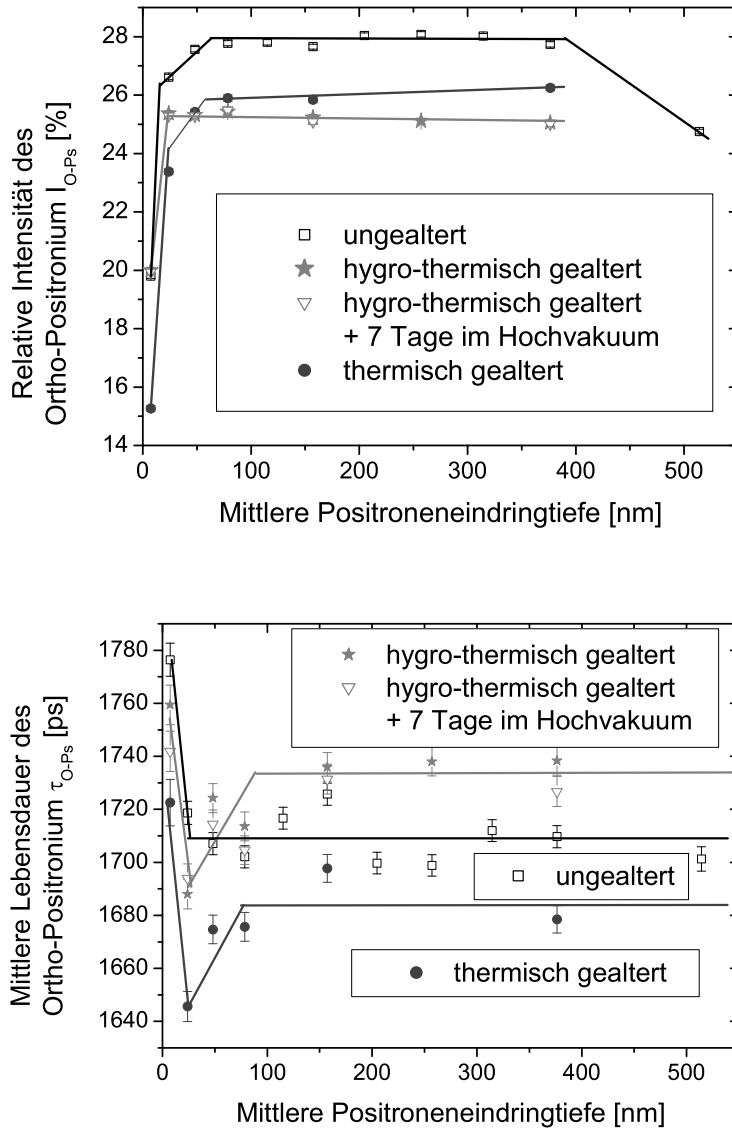 Relative Intensität des
Ortho-Positronium I_O-Ps [%]
28
26
24
22
20
18
16
14
ungealtert
hygro-thermisch gealtert
hygro-thermisch gealtert
+ 7 Tage im Hochvakuum
thermisch gealtert
0 100 200 300 400 500
Mittlere Positroneneindringtiefe [nm]
Mittlere Lebensdauer des
Ortho-Positronium τ_O-Ps [ps]
1780
1760
1740
1720
1700
1680
1660
1640
hygro-thermisch gealtert
hygro-thermisch gealtert
+ 7 Tage im Hochvakuum
ungealtert
thermisch gealtert
0 100 200 300 400 500
Mittlere Positroneneindringtiefe [nm]